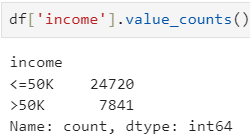 df['income'].value_counts()
income
<=50K    24720
>50K      7841
Name: count, dtype: int64